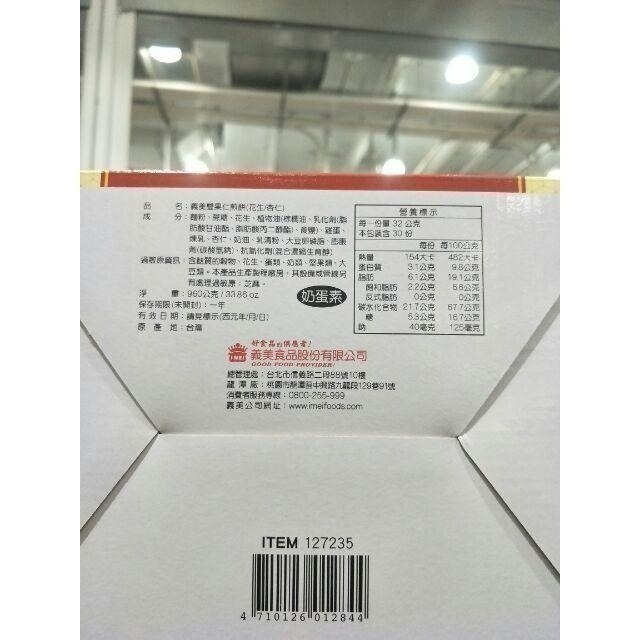 品　名：義美雙果仁煎餅(花生/杏仁)
成　分：麵粉、蔗糖、花生、植物油(棕櫚油、乳化劑(脂
肪酸甘油酯、脂肪酸丙二醇酯)、食鹽)、雞蛋、
煉乳、杏仁、奶油、乳清粉、大豆卵磷脂、膨脹
劑(碳酸氫鈉)、抗氧化劑(混合濃縮生育醇)
過敏原資訊：含麩質的穀物、花生、蛋類、奶類、堅果類、大
豆類。本產品生產製程廠房，其設備或管線另
有處理過敏原：芝麻。
淨　重：960公克/33.86 oz.
保存期限(未開封)：一年
有 效 日 期：請見標示(西元年/月/日)
原 產 地：台灣
奶蛋素
營養標示
每一份量 32 公克
本包裝含 30 份
每份 每100公克
熱量 154大卡 482大卡
蛋白質 3.1公克 9.8公克
脂肪 6.1公克 19.1公克
飽和脂肪 2.2公克 6.8公克
反式脂肪 0公克 0公克
碳水化合物 21.7公克 67.7公克
糖 5.3公克 16.7公克
鈉 40毫克 125毫克
好食品的供應者!
IMEI 義美食品股份有限公司
GOOD FOOD PROVIDER!
總管理處：台北市信義路二段88號10樓
龍 潭 廠：桃園市龍潭區中興路九龍段129巷91號
消費者服務專線：0800-255-999
義美公司網址：www.imeifoods.com
ITEM 127235
4 710126 012844